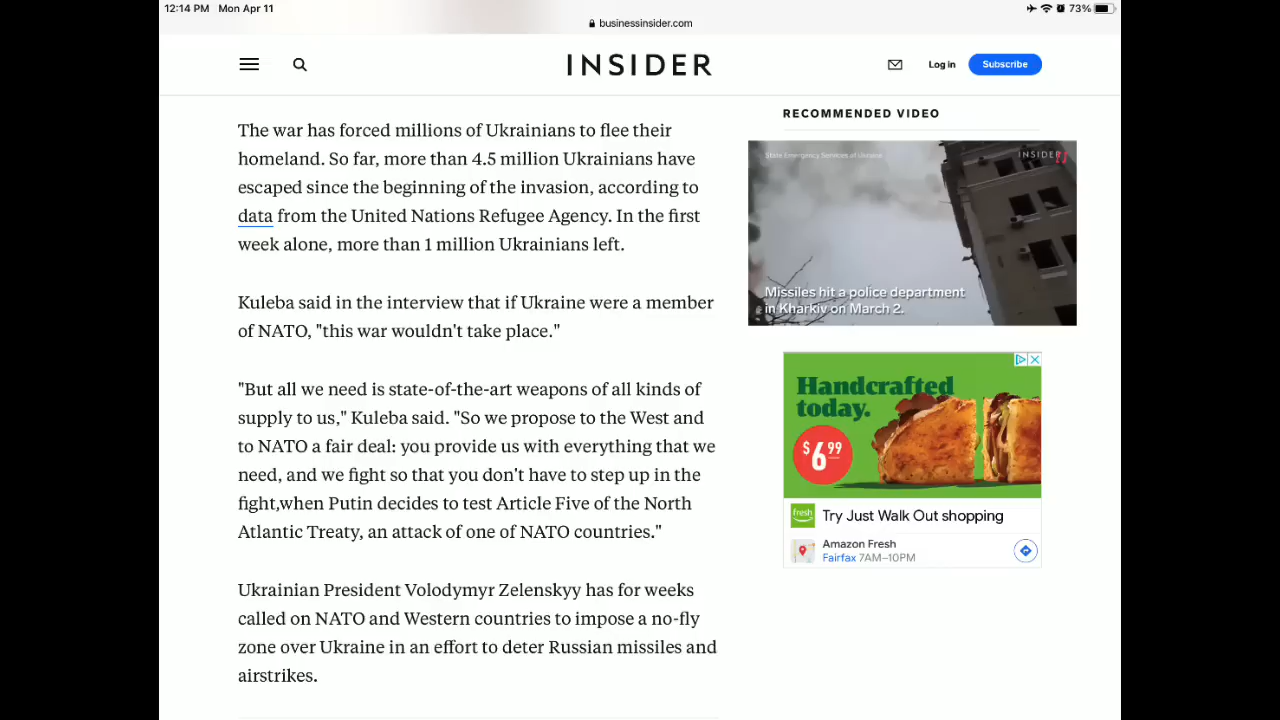 12:14 PM Mon Apr 11
73%
businessinsider.com
INSIDER
Log in
Subscribe
The war has forced millions of Ukrainians to flee their
homeland. So far, more than 4.5 million Ukrainians have
escaped since the beginning of the invasion, according to
data from the United Nations Refugee Agency. In the first
week alone, more than 1 million Ukrainians left.
Kuleba said in the interview that if Ukraine were a member
of NATO, "this war wouldn't take place."
"But all we need is state-of-the-art weapons of all kinds of
supply to us," Kuleba said. "So we propose to the West and
to NATO a fair deal: you provide us with everything that we
need, and we fight so that you don't have to step up in the
fight,when Putin decides to test Article Five of the North
Atlantic Treaty, an attack of one of NATO countries."
Ukrainian President Volodymyr Zelenskyy has for weeks
called on NATO and Western countries to impose a no-fly
zone over Ukraine in an effort to deter Russian missiles and
airstrikes.
RECOMMENDED VIDEO
State Emergency Services of Ukraine
INSIDER
Missiles hit a police department
in Kharkiv on March 2.
Handcrafted
today.
$6.99
fresh
Try Just Walk Out shopping
Amazon Fresh
Fairfax 7AM–10PM